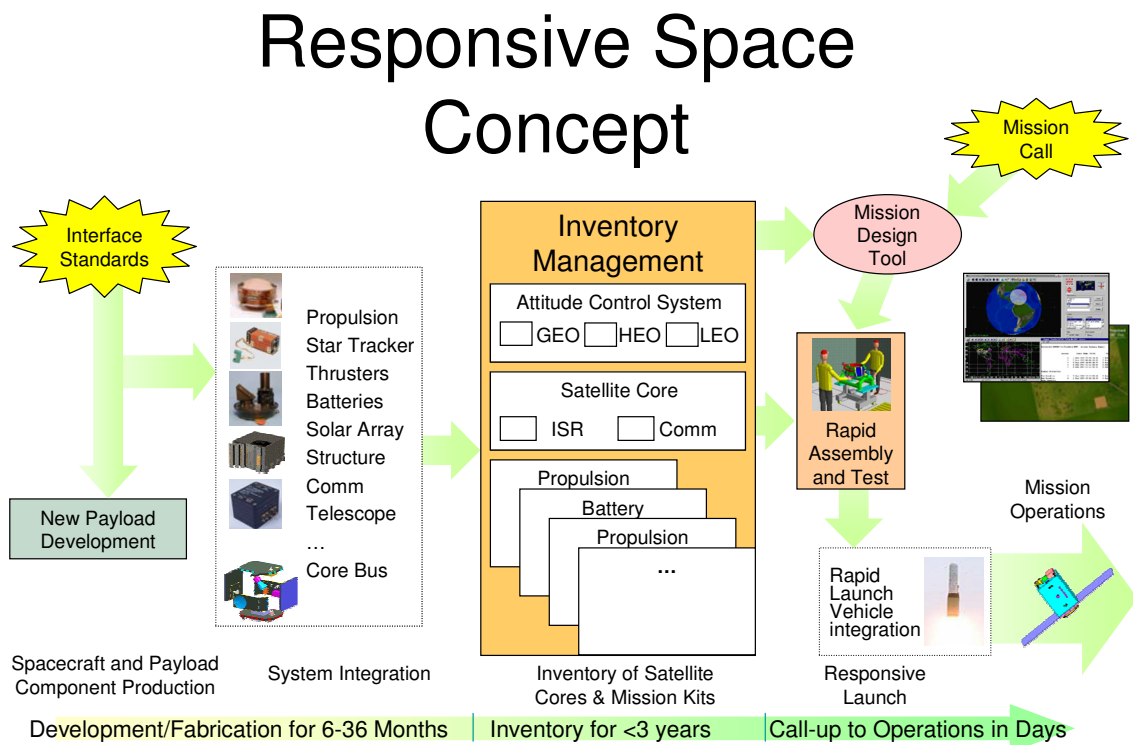 Responsive Space
Concept
Mission
Call
Interface
Standards
Inventory
Management
Mission
Design
Tool
Attitude Control System
GEO
HEO
LEO
Propulsion
Star Tracker
Thrusters
Batteries
Solar Array
Structure
Comm
Telescope
…
Core Bus
Satellite Core
ISR
Comm
Rapid
Assembly
and Test
Propulsion
Battery
Propulsion
...
New Payload
Development
Mission
Operations
Rapid
Launch
Vehicle
integration
Spacecraft and Payload
Component Production
System Integration
Inventory of Satellite
Cores & Mission Kits
Responsive
Launch
Development/Fabrication for 6-36 Months
Inventory for <3 years
Call-up to Operations in Days